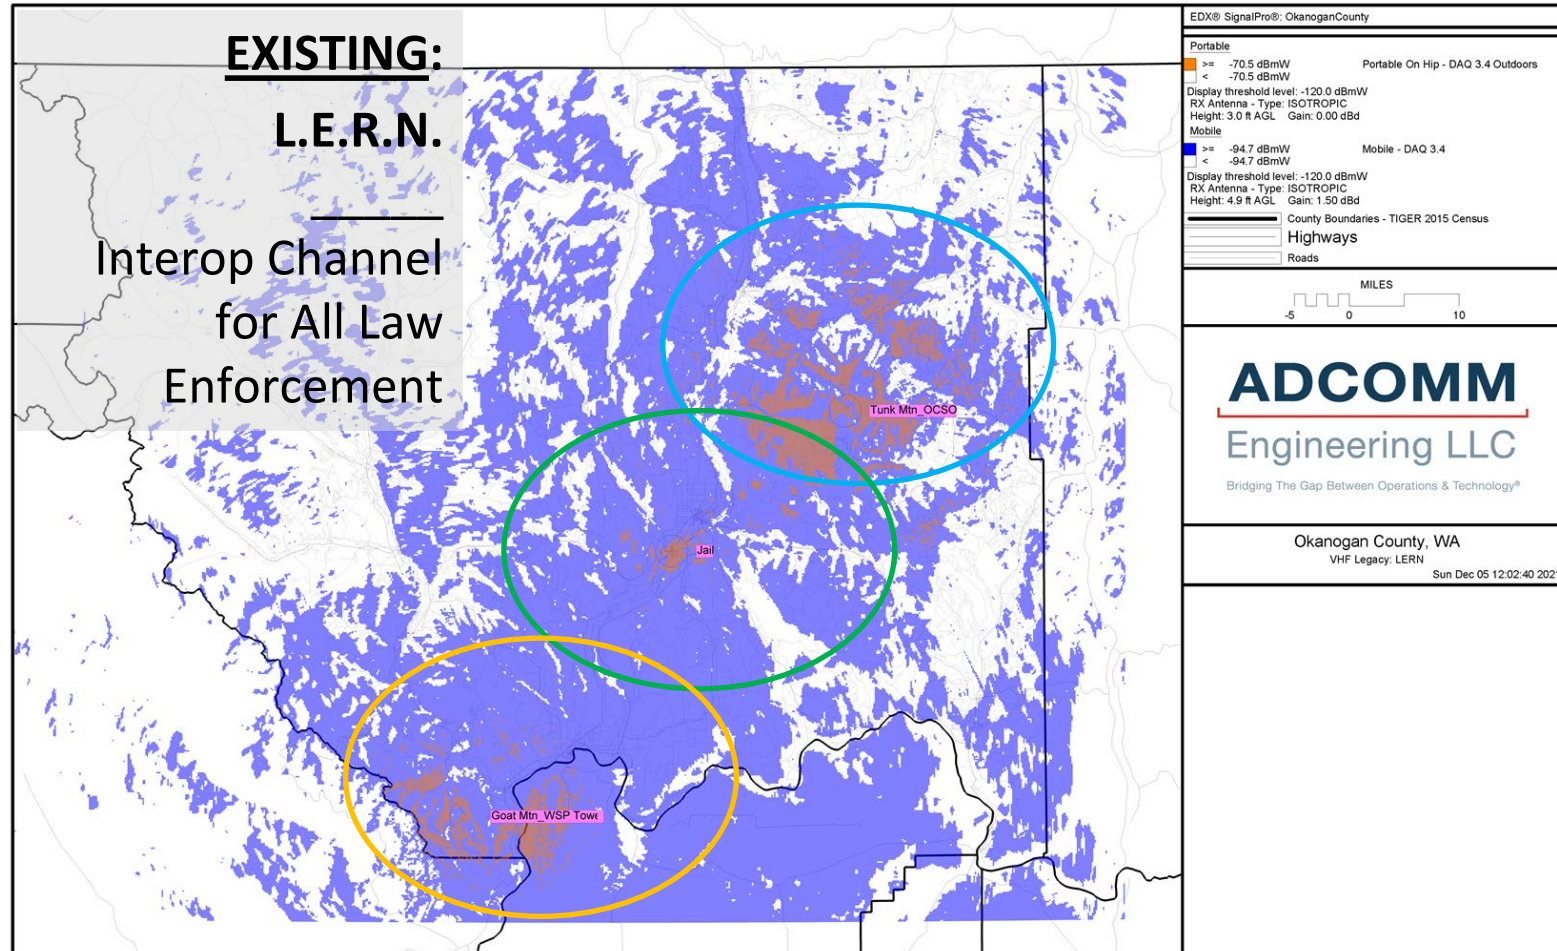 EXISTING:
L.E.R.N.
Interop Channel
for All Law
Enforcement
Tunk Mtn_OCSO
Jail
Goat Mtn_WSP Towe
EDX® SignalPro®: OkanoganCounty
Portable
>= -70.5 dBmW Portable On Hip - DAQ 3.4 Outdoors
< -70.5 dBmW
Display threshold level: -120.0 dBmW
RX Antenna - Type: ISOTROPIC
Height: 3.0 ft AGL Gain: 0.00 dBd
Mobile
>= -94.7 dBmW Mobile - DAQ 3.4
< -94.7 dBmW
Display threshold level: -120.0 dBmW
RX Antenna - Type: ISOTROPIC
Height: 4.9 ft AGL Gain: 1.50 dBd
County Boundaries - TIGER 2015 Census
Highways
Roads
MILES
-5 0 10
ADCOMM
Engineering LLC
Bridging The Gap Between Operations & Technology®
Okanogan County, WA
VHF Legacy: LERN
Sun Dec 05 12:02:40 2021